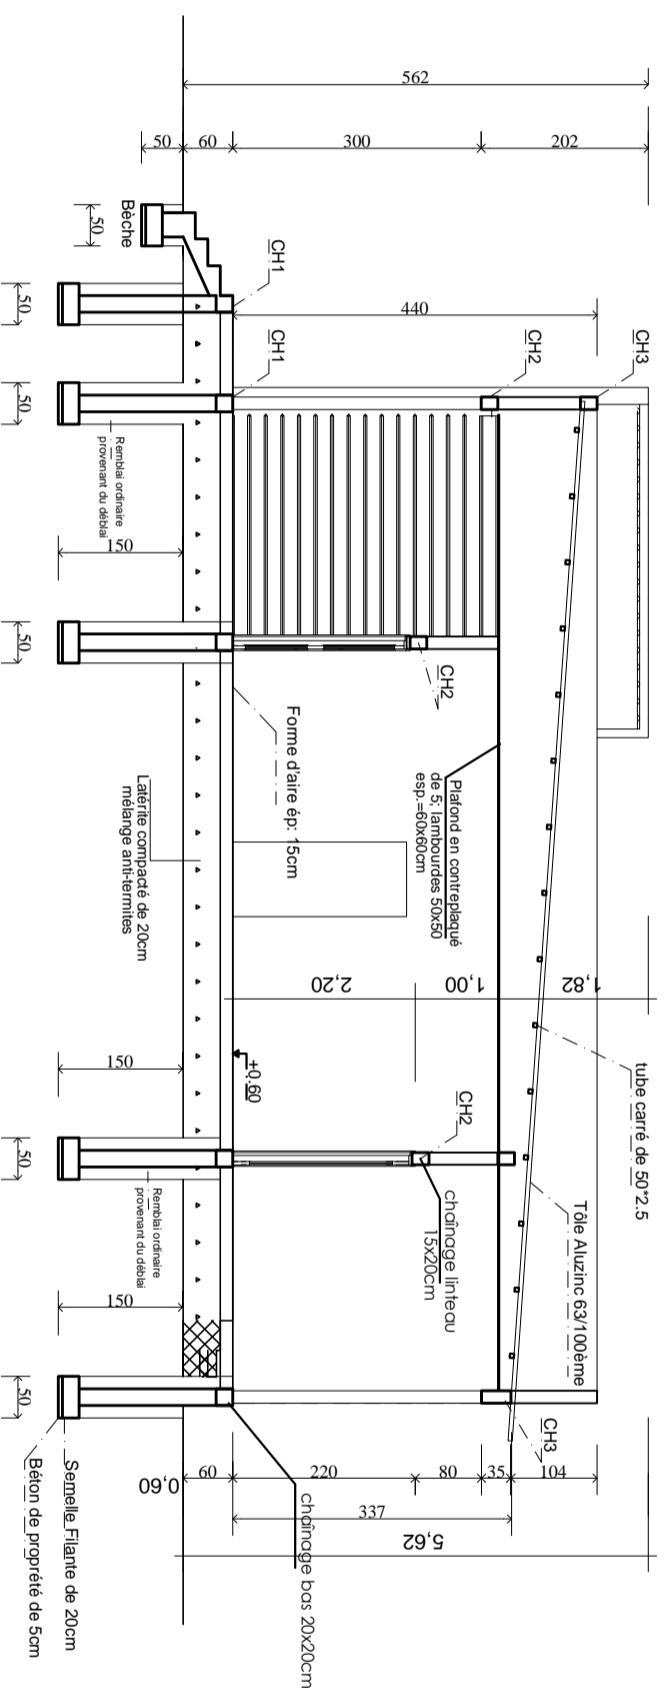 562
50
60
300
202
50
Bèche
CH1
440
CH1
CH2
CH3
50
50
Remblai ordinaire
provenant du déblai
150
50
CH2
Forme d'aire ép: 15cm
Plafond en contreplaqué
de 5; lambourdes 50x50
esp.=60x60cm
Latérite compacté de 20cm
mélange anti-termites
2,20
1,00
1,82
tube carré de 50*2.5
+0.60
150
CH2
Tôle Aluzinc 63/100ème
chaînage linteau
15x20cm
50
Remblai ordinaire
provenant du déblai
150
CH3
50
0,60
60
220
80
35
104
337
5,62
chaînage bas 20x20cm
Semelle Filante de 20cm
Béton de propreté de 5cm